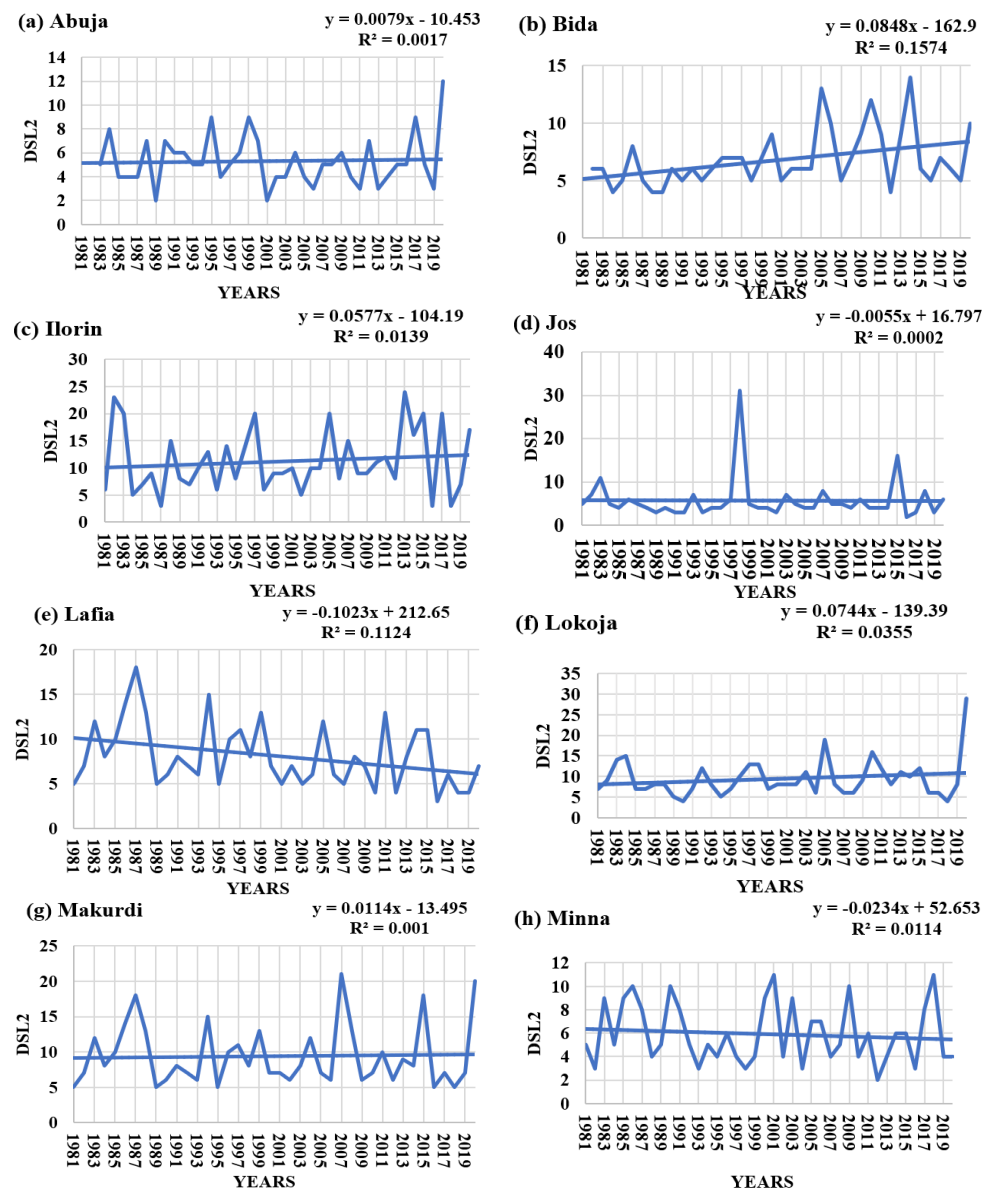 (a) Abuja
y = 0.0079x - 10.453
R² = 0.0017
14
12
10
8
6
4
2
0
DSL2
1981 1983 1985 1987 1989 1991 1993 1995 1997 1999 2001 2003 2005 2007 2009 2011 2013 2015 2017 2019
YEARS
(b) Bida
y = 0.0848x - 162.9
R² = 0.1574
15
10
5
0
DSL2
1981 1983 1985 1987 1989 1991 1993 1995 1997 1999 2001 2003 2005 2007 2009 2011 2013 2015 2017 2019
YEARS
(c) Ilorin
y = 0.0577x - 104.19
R² = 0.0139
30
25
20
15
10
5
0
DSL2
1981 1983 1985 1987 1989 1991 1993 1995 1997 1999 2001 2003 2005 2007 2009 2011 2013 2015 2017 2019
YEARS
(d) Jos
y = -0.0055x + 16.797
R² = 0.0002
40
30
20
10
0
DSL2
1981 1983 1985 1987 1989 1991 1993 1995 1997 1999 2001 2003 2005 2007 2009 2011 2013 2015 2017 2019
YEARS
(e) Lafia
y = -0.1023x + 212.65
R² = 0.1124
20
15
10
5
0
DSL2
1981 1983 1985 1987 1989 1991 1993 1995 1997 1999 2001 2003 2005 2007 2009 2011 2013 2015 2017 2019
YEARS
(f) Lokoja
y = 0.0744x - 139.39
R² = 0.0355
35
30
25
20
15
10
5
0
DSL2
1981 1983 1985 1987 1989 1991 1993 1995 1997 1999 2001 2003 2005 2007 2009 2011 2013 2015 2017 2019
YEARS
(g) Makurdi
y = 0.0114x - 13.495
R² = 0.001
25
20
15
10
5
0
DSL2
1981 1983 1985 1987 1989 1991 1993 1995 1997 1999 2001 2003 2005 2007 2009 2011 2013 2015 2017 2019
YEARS
(h) Minna
y = -0.0234x + 52.653
R² = 0.0114
12
10
8
6
4
2
0
DSL2
1981 1983 1985 1987 1989 1991 1993 1995 1997 1999 2001 2003 2005 2007 2009 2011 2013 2015 2017 2019
YEARS